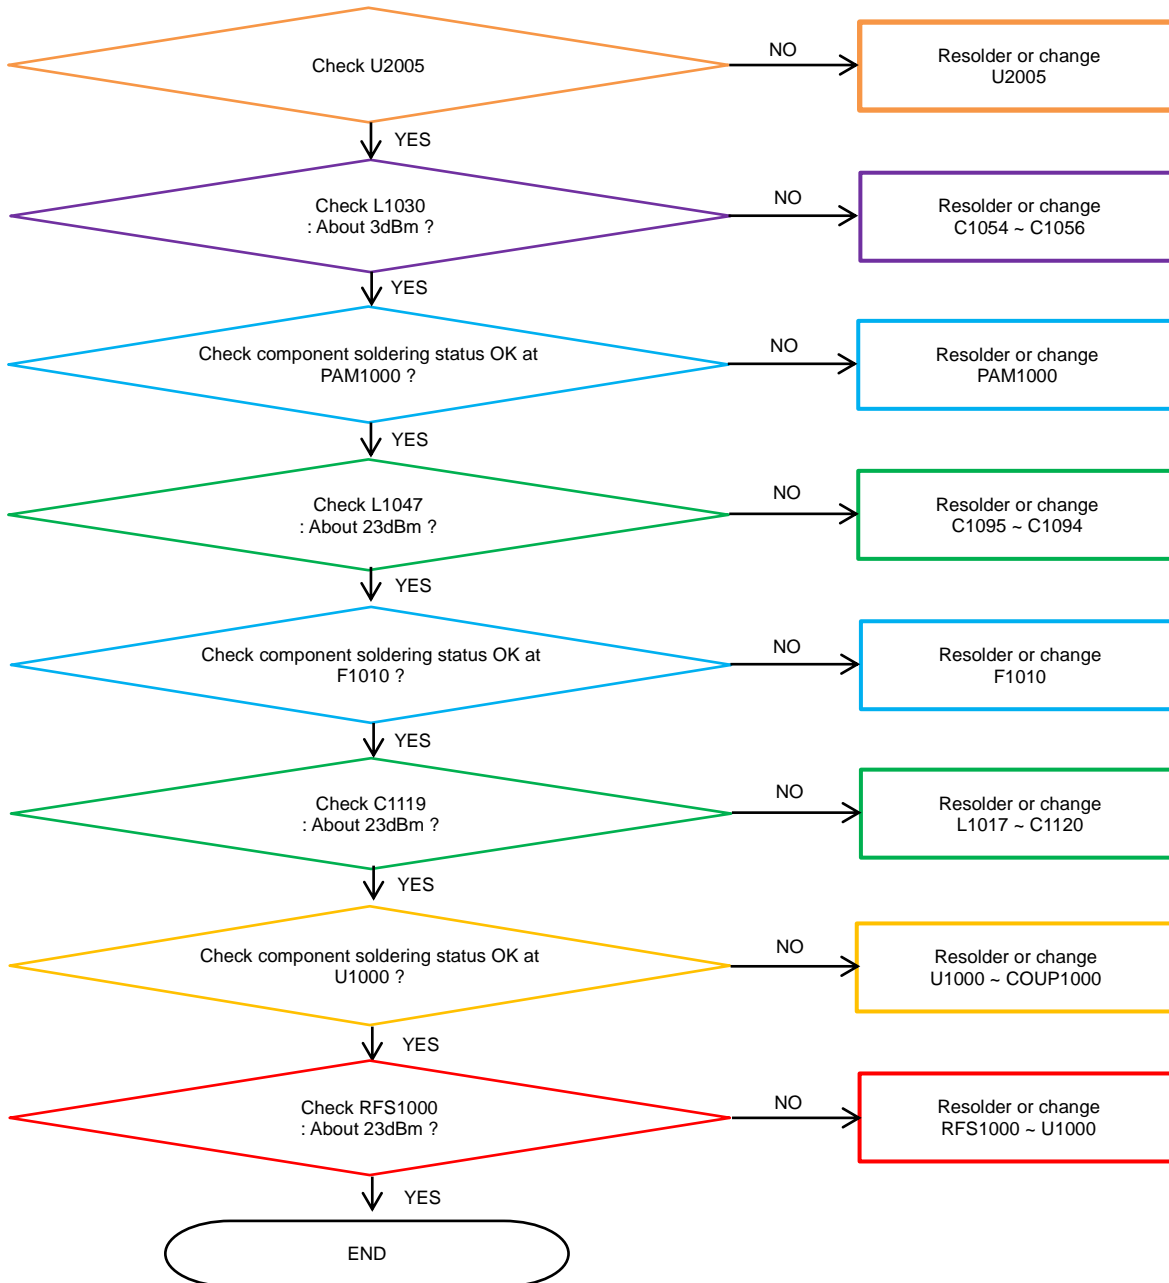 Check U2005
NO
Resolder or change
U2005
YES
Check L1030
: About 3dBm ?
NO
Resolder or change
C1054 ~ C1056
YES
Check component soldering status OK at
PAM1000 ?
NO
Resolder or change
PAM1000
YES
Check L1047
: About 23dBm ?
NO
Resolder or change
C1095 ~ C1094
YES
Check component soldering status OK at
F1010 ?
NO
Resolder or change
F1010
YES
Check C1119
: About 23dBm ?
NO
Resolder or change
L1017 ~ C1120
YES
Check component soldering status OK at
U1000 ?
NO
Resolder or change
U1000 ~ COUP1000
YES
Check RFS1000
: About 23dBm ?
NO
Resolder or change
RFS1000 ~ U1000
YES
END